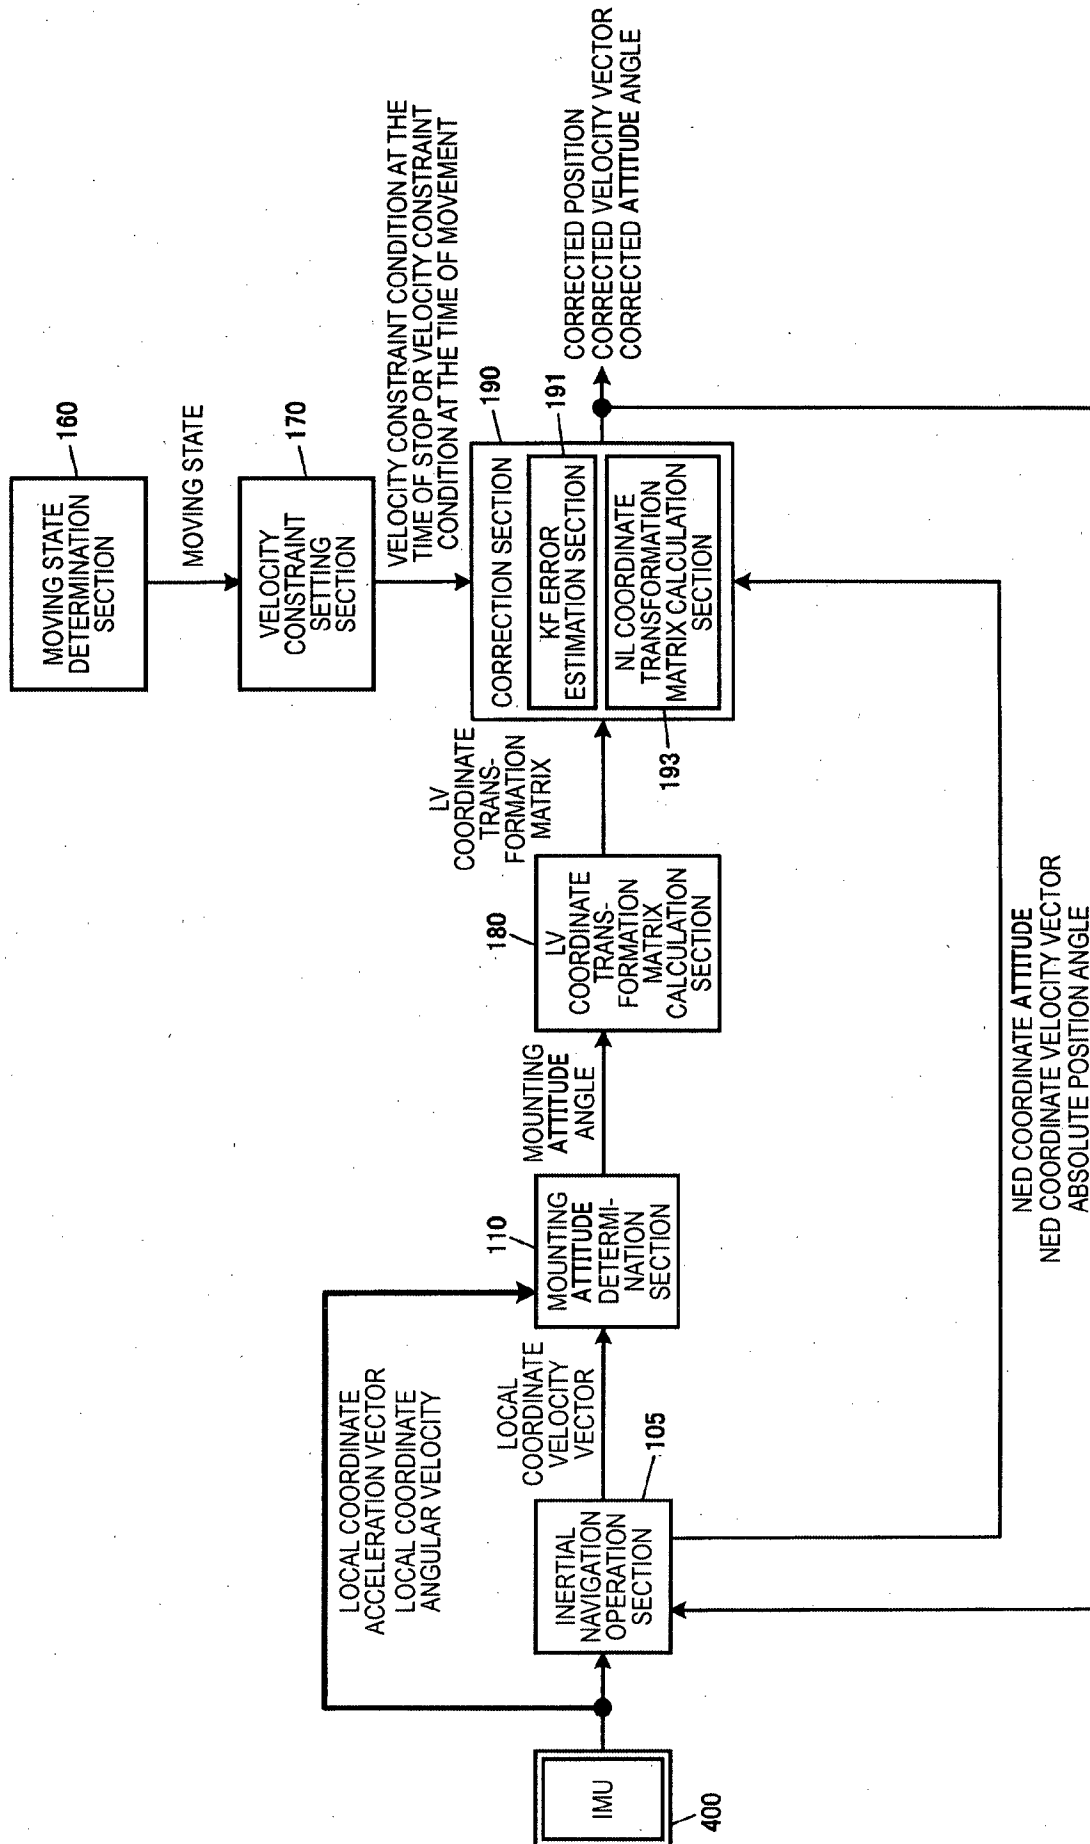 MOVING STATE
DETERMINATION
SECTION
160
MOVING STATE
VELOCITY
CONSTRAINT
SETTING
SECTION
170
VELOCITY CONSTRAINT CONDITION AT THE
TIME OF STOP OR VELOCITY CONSTRAINT
CONDITION AT THE TIME OF MOVEMENT
LOCAL COORDINATE
ACCELERATION VECTOR
LOCAL COORDINATE
ANGULAR VELOCITY
IMU
400
INERTIAL
NAVIGATION
OPERATION
SECTION
105
LOCAL
COORDINATE
VELOCITY
VECTOR
110
MOUNTING
ATTITUDE
DETERMI-
NATION
SECTION
MOUNTING
ATTITUDE
ANGLE
180
LV
COORDINATE
TRANS-
FORMATION
MATRIX
CALCULATION
SECTION
LV
COORDINATE
TRANS-
FORMATION
MATRIX
190
CORRECTION SECTION
191
KF ERROR
ESTIMATION SECTION
NL COORDINATE
TRANSFORMATION
MATRIX CALCULATION
SECTION
193
CORRECTED POSITION
CORRECTED VELOCITY VECTOR
CORRECTED ATTITUDE ANGLE
NED COORDINATE ATTITUDE
NED COORDINATE VELOCITY VECTOR
ABSOLUTE POSITION ANGLE